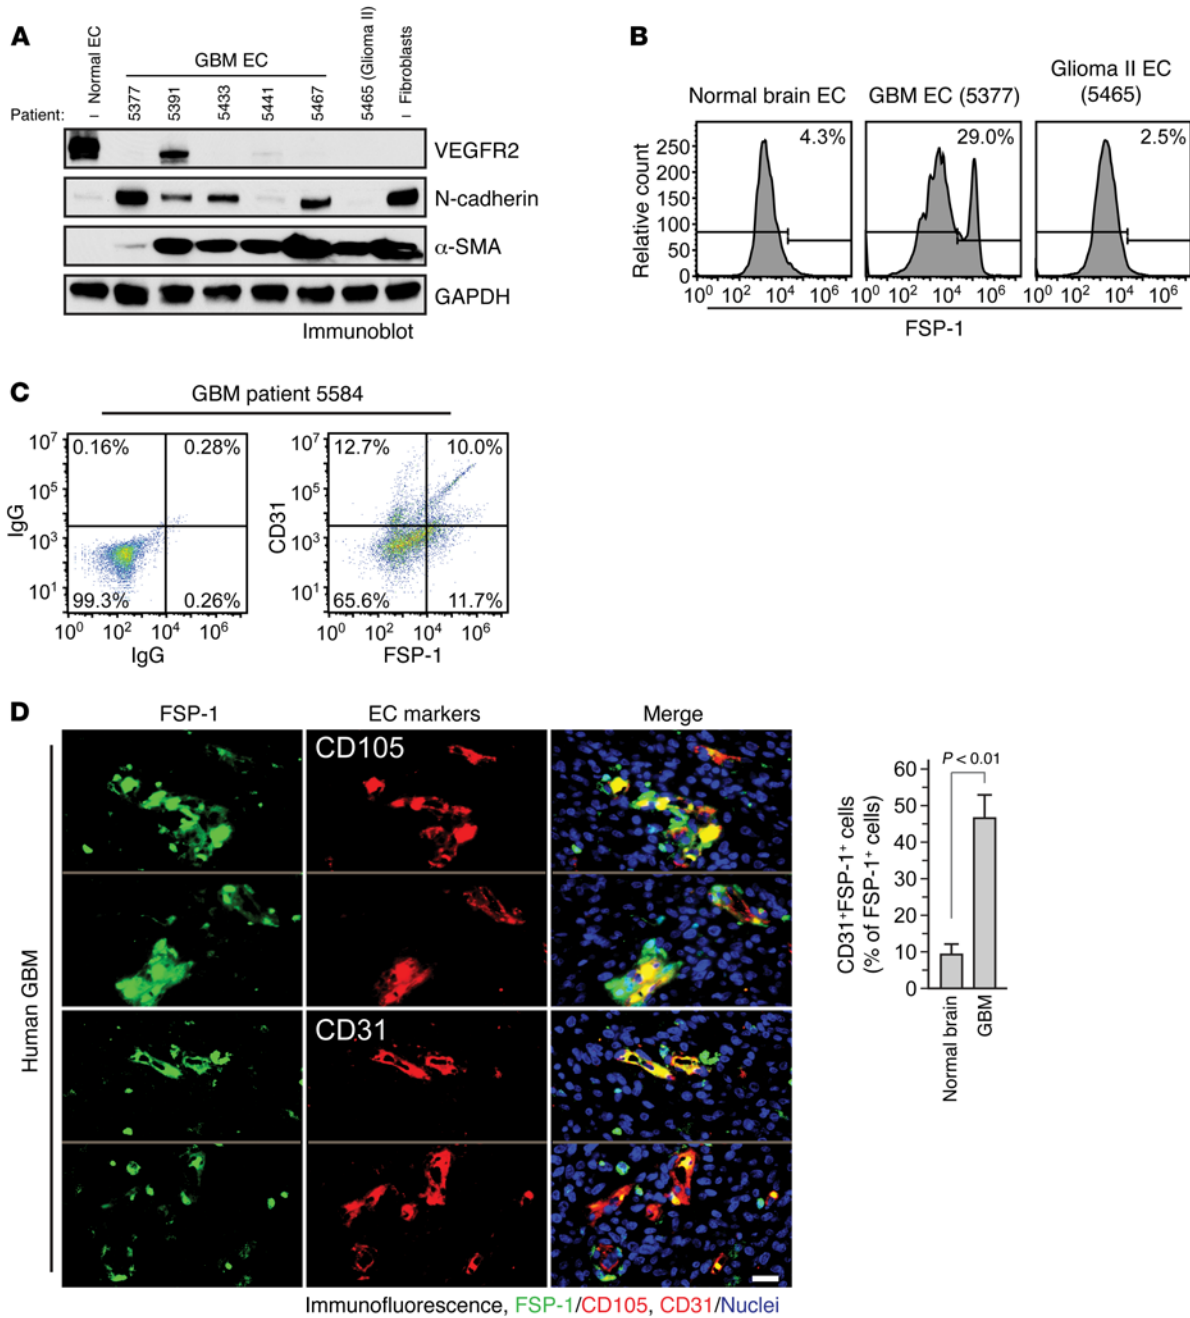 A
Patient:
– Normal EC
GBM EC
5377
5391
5433
5441
5467
5465 (Glioma II)
– Fibroblasts
VEGFR2
N-cadherin
α-SMA
GAPDH
Immunoblot
B
Normal brain EC
GBM EC (5377)
Glioma II EC
(5465)
4.3%
29.0%
2.5%
Relative count
250
200
150
100
50
0
10⁰ 10² 10⁴ 10⁶
10⁰ 10² 10⁴ 10⁶
10⁰ 10² 10⁴ 10⁶
FSP-1
C
GBM patient 5584
IgG
10⁷
10⁵
10³
10¹
0.16% 0.28%
99.3% 0.26%
10⁰ 10² 10⁴ 10⁶
IgG
CD31
10⁷
10⁵
10³
10¹
12.7% 10.0%
65.6% 11.7%
10⁰ 10² 10⁴ 10⁶
FSP-1
D
FSP-1
EC markers
Merge
Human GBM
CD105
CD31
Immunofluorescence, FSP-1/CD105, CD31/Nuclei
P < 0.01
CD31⁺FSP-1⁺ cells
(% of FSP-1⁺ cells)
60
50
40
30
20
10
0
Normal brain
GBM